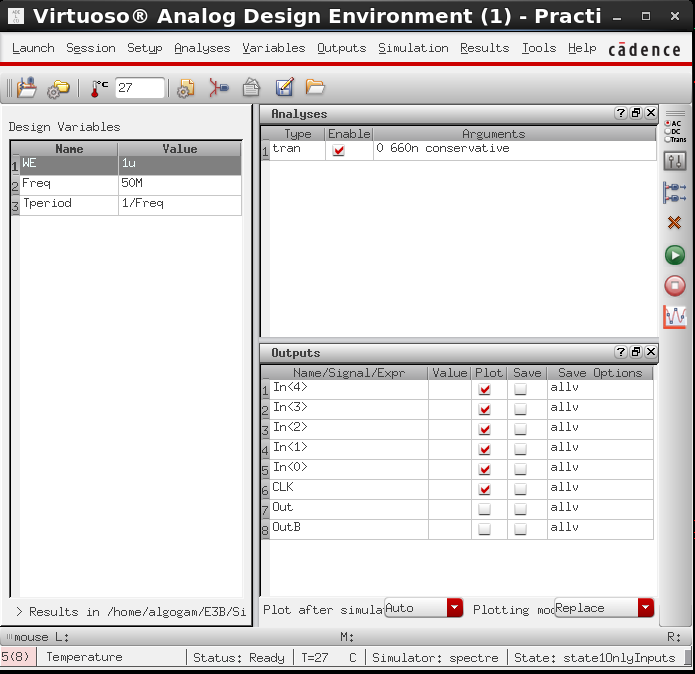 Virtuoso® Analog Design Environment (1) - Practi
Launch Session Setup Analyses Variables Outputs Simulation Results Tools Help cādence
°C 27
Design Variables
Name Value
1 WE 1u
2 Freq 50M
3 Tperiod 1/Freq
> Results in /home/algogam/E3B/Si
Analyses
Type Enable Arguments
1 tran 0 660n conservative
Outputs
Name/Signal/Expr Value Plot Save Save Options
1 In<4> allv
2 In<3> allv
3 In<2> allv
4 In<1> allv
5 In<0> allv
6 CLK allv
7 Out allv
8 OutB allv
Plot after simula Auto Plotting mod Replace
AC
DC
Trans
mouse L: M: R:
5(8) Temperature Status: Ready T=27 C Simulator: spectre State: state1OnlyInputs